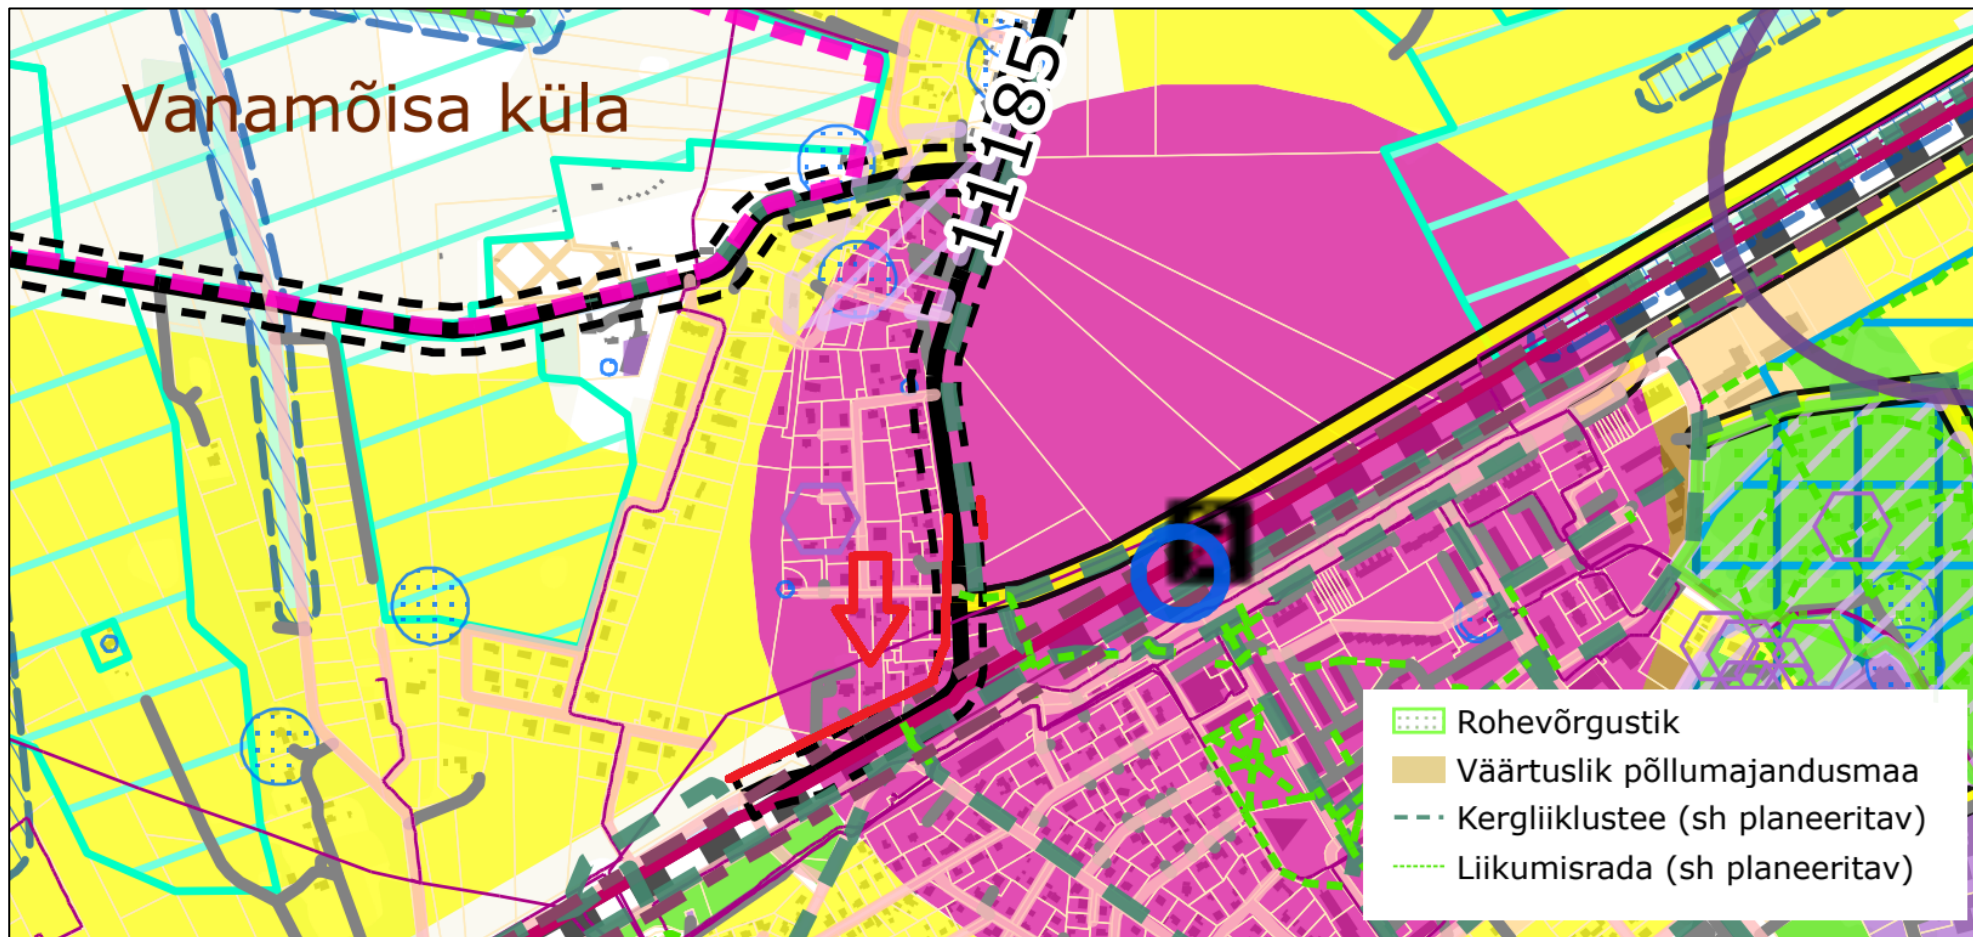 Vanamõisa küla
11185
Rohevõrgustik
Väärtuslik põllumajandusmaa
Kergliiklustee (sh planeeritav)
Liikumisrada (sh planeeritav)